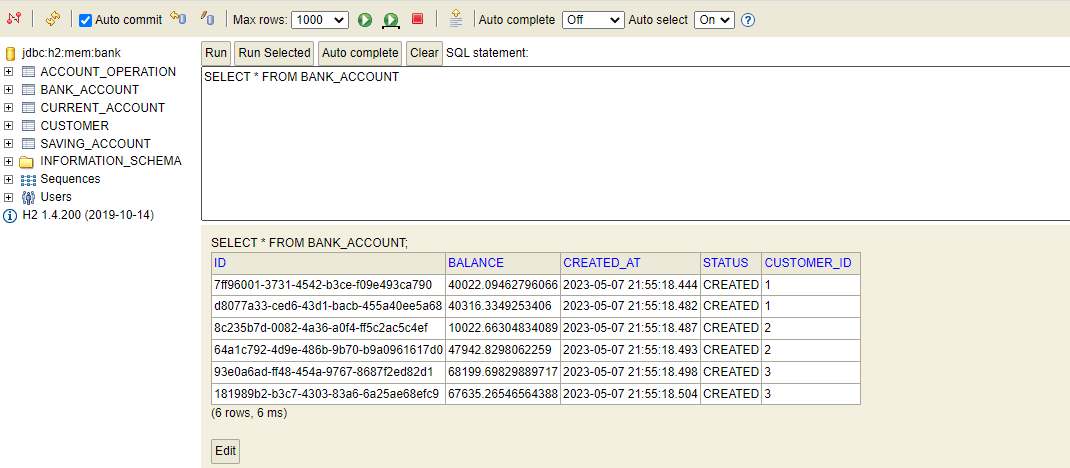 Auto commit Max rows: 1000 Auto complete Off Auto select On ?
jdbc:h2:mem:bank
ACCOUNT_OPERATION
BANK_ACCOUNT
CURRENT_ACCOUNT
CUSTOMER
SAVING_ACCOUNT
INFORMATION_SCHEMA
Sequences
Users
H2 1.4.200 (2019-10-14)
Run Run Selected Auto complete Clear SQL statement:
SELECT * FROM BANK_ACCOUNT
SELECT * FROM BANK_ACCOUNT;
ID BALANCE CREATED_AT STATUS CUSTOMER_ID
7ff96001-3731-4542-b3ce-f09e493ca790 40022.09462796066 2023-05-07 21:55:18.444 CREATED 1
d8077a33-ced6-43d1-bacb-455a40ee5a68 40316.3349253406 2023-05-07 21:55:18.482 CREATED 1
8c235b7d-0082-4a36-a0f4-ff5c2ac5c4ef 10022.66304834089 2023-05-07 21:55:18.487 CREATED 2
64a1c792-4d9e-486b-9b70-b9a0961617d0 47942.8298062259 2023-05-07 21:55:18.493 CREATED 2
93e0a6ad-ff48-454a-9767-8687f2ed82d1 68199.69829889717 2023-05-07 21:55:18.498 CREATED 3
181989b2-b3c7-4303-83a6-6a25ae68efc9 67635.26546564388 2023-05-07 21:55:18.504 CREATED 3
(6 rows, 6 ms)
Edit